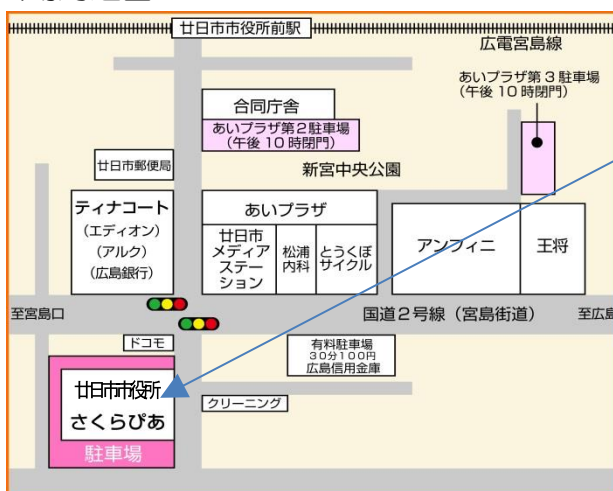 廿日市市役所前駅
広電宮島線
あいプラザ第3駐車場
(午後10時閉門)
合同庁舎
あいプラザ第2駐車場
(午後10時閉門)
廿日市郵便局
新宮中央公園
ティナコート
(エディオン)
(アルク)
(広島銀行)
あいプラザ
廿日市
メディア
ステー
ション
松浦
内科
とうくぼ
サイクル
アンフィニ
王将
至宮島口
国道2号線(宮島街道)
至広島
ドコモ
有料駐車場
30分100円
広島信用金庫
廿日市市役所
さくらぴあ
駐車場
クリーニング